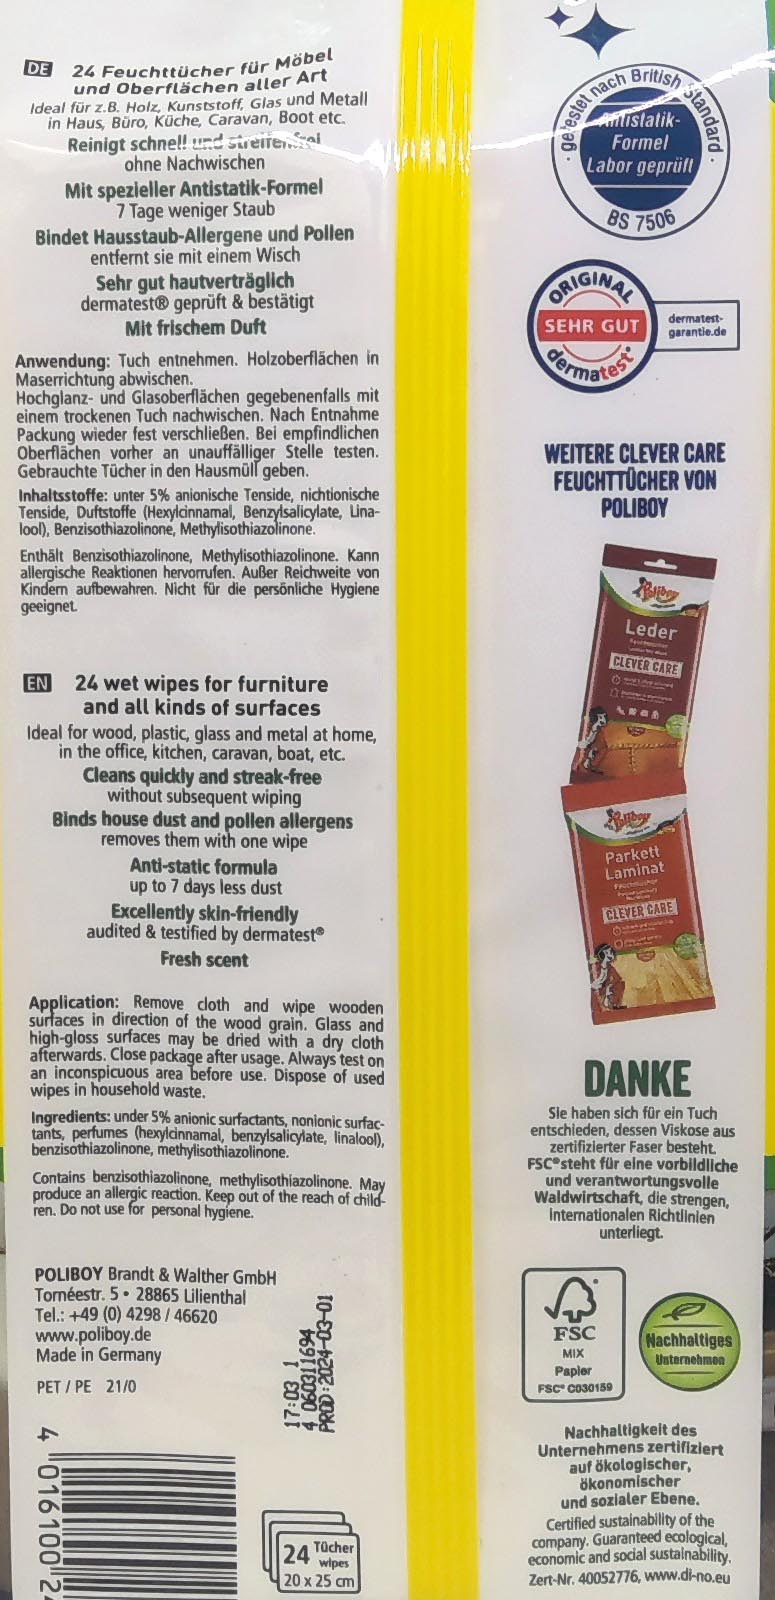 DE 24 Feuchttücher für Möbel
und Oberflächen aller Art
Ideal für z.B. Holz, Kunststoff, Glas und Metall
in Haus, Büro, Küche, Caravan, Boot etc.
Reinigt schnell und streifenfrei
ohne Nachwischen
Mit spezieller Antistatik-Formel
7 Tage weniger Staub
Bindet Hausstaub-Allergene und Pollen
entfernt sie mit einem Wisch
Sehr gut hautverträglich
dermatest® geprüft & bestätigt
Mit frischem Duft
Anwendung: Tuch entnehmen. Holzoberflächen in
Maserrichtung abwischen.
Hochglanz- und Glasoberflächen gegebenenfalls mit
einem trockenen Tuch nachwischen. Nach Entnahme
Packung wieder fest verschließen. Bei empfindlichen
Oberflächen vorher an unauffälliger Stelle testen.
Gebrauchte Tücher in den Hausmüll geben.
Inhaltsstoffe: unter 5% anionische Tenside, nichtionische
Tenside, Duftstoffe (Hexylcinnamal, Benzylsalicylate, Lina-
lool), Benzisothiazolinone, Methylisothiazolinone.
Enthält Benzisothiazolinone, Methylisothiazolinone. Kann
allergische Reaktionen hervorrufen. Außer Reichweite von
Kindern aufbewahren. Nicht für die persönliche Hygiene
geeignet.
EN 24 wet wipes for furniture
and all kinds of surfaces
Ideal for wood, plastic, glass and metal at home,
in the office, kitchen, caravan, boat, etc.
Cleans quickly and streak-free
without subsequent wiping
Binds house dust and pollen allergens
removes them with one wipe
Anti-static formula
up to 7 days less dust
Excellently skin-friendly
audited & testified by dermatest®
Fresh scent
Application: Remove cloth and wipe wooden
surfaces in direction of the wood grain. Glass and
high-gloss surfaces may be dried with a dry cloth
afterwards. Close package after usage. Always test on
an inconspicuous area before use. Dispose of used
wipes in household waste.
Ingredients: under 5% anionic surfactants, nonionic surfac-
tants, perfumes (hexylcinnamal, benzylsalicylate, linalool),
benzisothiazolinone, methylisothiazolinone.
Contains benzisothiazolinone, methylisothiazolinone. May
produce an allergic reaction. Keep out of the reach of child-
ren. Do not use for personal hygiene.
POLIBOY Brandt & Walther GmbH
Tornéestr. 5 • 28865 Lilienthal
Tel.: +49 (0) 4298 / 46620
www.poliboy.de
Made in Germany
PET / PE 21/0
17:03 1
4 060311694
PROD:2024-03-01
4 016100 2
24 Tücher
wipes
20 x 25 cm
getestet nach British Standard
Antistatik-
Formel
Labor geprüft
BS 7506
ORIGINAL
SEHR GUT
dermatest
dermatest-
garantie.de
WEITERE CLEVER CARE
FEUCHTTÜCHER VON
POLIBOY
Poliboy
Leder
CLEVER CARE
Poliboy
Parkett
Laminat
CLEVER CARE
DANKE
Sie haben sich für ein Tuch
entschieden, dessen Viskose aus
zertifizierter Faser besteht.
FSC® steht für eine vorbildliche
und verantwortungsvolle
Waldwirtschaft, die strengen,
internationalen Richtlinien
unterliegt.
FSC
MIX
Papier
FSC® C030159
Nachhaltiges
Unternehmen
Nachhaltigkeit des
Unternehmens zertifiziert
auf ökologischer,
ökonomischer
und sozialer Ebene.
Certified sustainability of the
company. Guaranteed ecological,
economic and social sustainability.
Zert-Nr. 40052776, www.di-no.eu